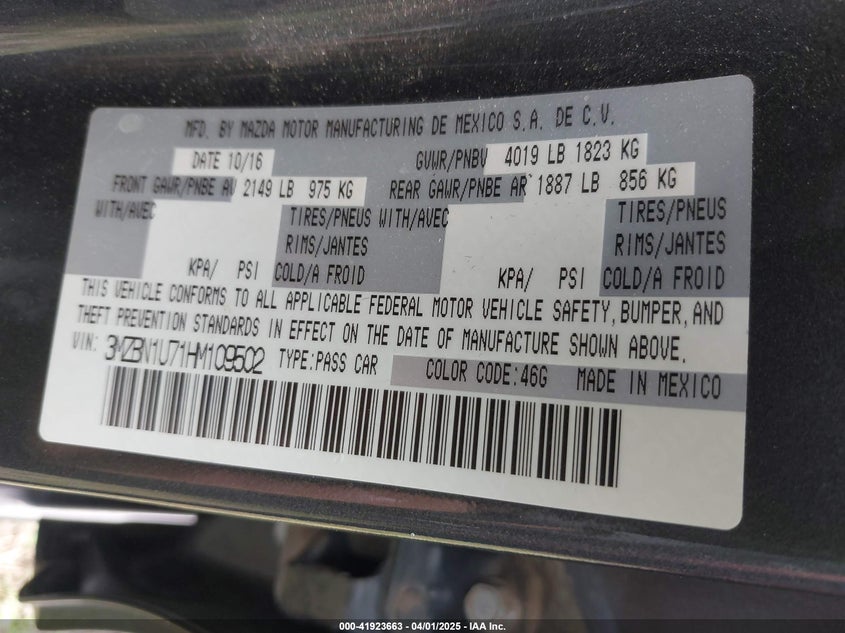 MFD. BY MAZDA MOTOR MANUFACTURING DE MEXICO S.A. DE C.V.
DATE 10/16 GVWR/PNBV 4019 LB 1823 KG
FRONT GAWR/PNBE AV 2149 LB 975 KG REAR GAWR/PNBE AR 1887 LB 856 KG
WITH/AVEC TIRES/PNEUS WITH/AVEC TIRES/PNEUS
RIMS/JANTES RIMS/JANTES
KPA/ PSI COLD/A FROID KPA/ PSI COLD/A FROID
THIS VEHICLE CONFORMS TO ALL APPLICABLE FEDERAL MOTOR VEHICLE SAFETY, BUMPER, AND
THEFT PREVENTION STANDARDS IN EFFECT ON THE DATE OF MANUFACTURE SHOWN ABOVE.
VIN: 3MZBN1U71HM109502 TYPE:PASS CAR COLOR CODE:46G MADE IN MEXICO
000-41923663 - 04/01/2025 - IAA Inc.